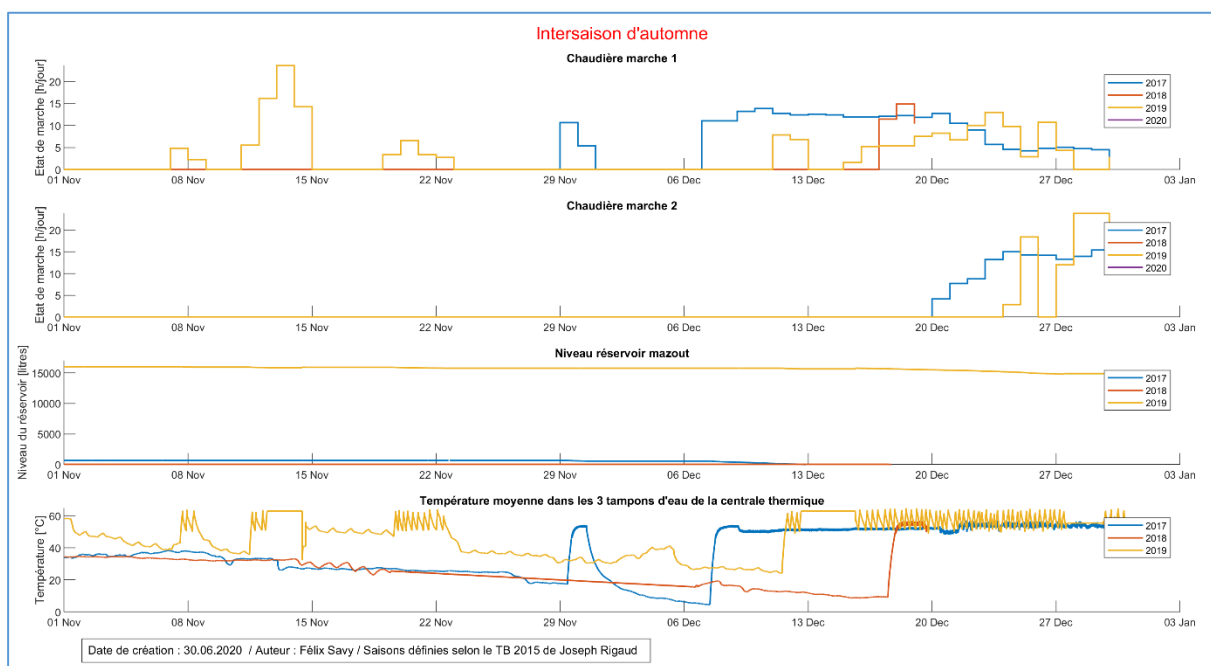 Intersaison d'automne
Chaudière marche 1
Etat de marche [h/jour]
20
15
10
5
0
01 Nov 08 Nov 15 Nov 22 Nov 29 Nov 06 Dec 13 Dec 20 Dec 27 Dec 03 Jan
2017
2018
2019
2020
Chaudière marche 2
Etat de marche [h/jour]
20
15
10
5
0
01 Nov 08 Nov 15 Nov 22 Nov 29 Nov 06 Dec 13 Dec 20 Dec 27 Dec 03 Jan
2017
2018
2019
2020
Niveau réservoir mazout
Niveau du réservoir [litres]
15000
10000
5000
0
01 Nov 08 Nov 15 Nov 22 Nov 29 Nov 06 Dec 13 Dec 20 Dec 27 Dec 03 Jan
2017
2018
2019
Température moyenne dans les 3 tampons d'eau de la centrale thermique
Température [°C]
60
40
20
0
01 Nov 08 Nov 15 Nov 22 Nov 29 Nov 06 Dec 13 Dec 20 Dec 27 Dec 03 Jan
2017
2018
2019
Date de création : 30.06.2020 / Auteur : Félix Savy / Saisons définies selon le TB 2015 de Joseph Rigaud